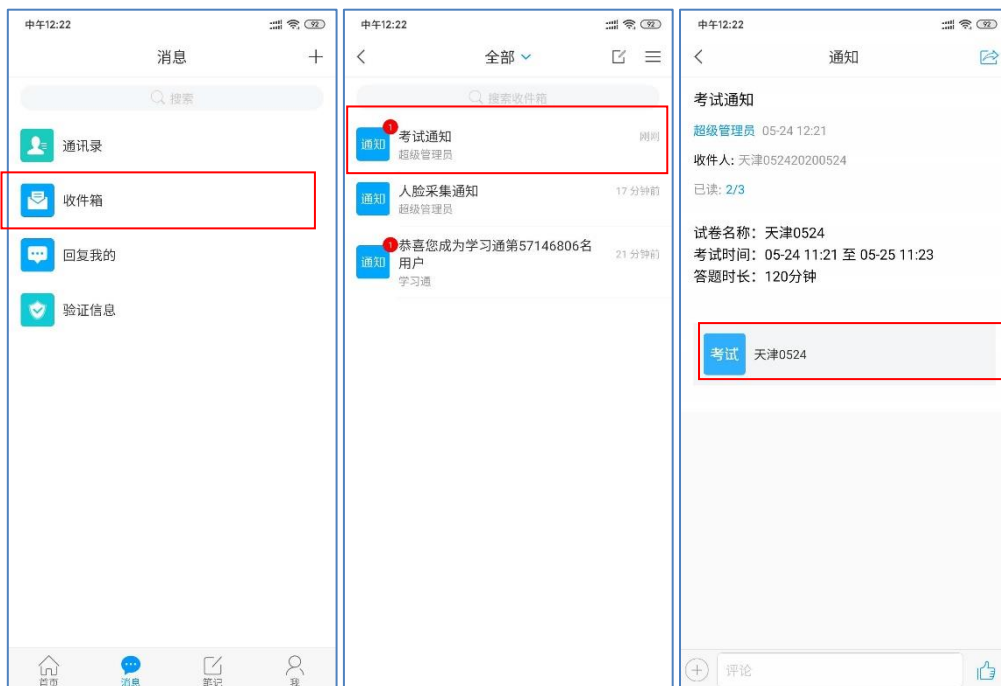 中午12:22
92
消息
搜索
通讯录
收件箱
回复我的
验证信息
首页
消息
笔记
我
中午12:22
92
全部
搜索收件箱
1
通知
考试通知
刚刚
超级管理员
通知
人脸采集通知
17 分钟前
超级管理员
1
通知
恭喜您成为学习通第57146806名
用户
21 分钟前
学习通
中午12:22
92
通知
考试通知
超级管理员 05-24 12:21
收件人: 天津052420200524
已读: 2/3
试卷名称：天津0524
考试时间：05-24 11:21 至 05-25 11:23
答题时长：120分钟
考试 天津0524
评论